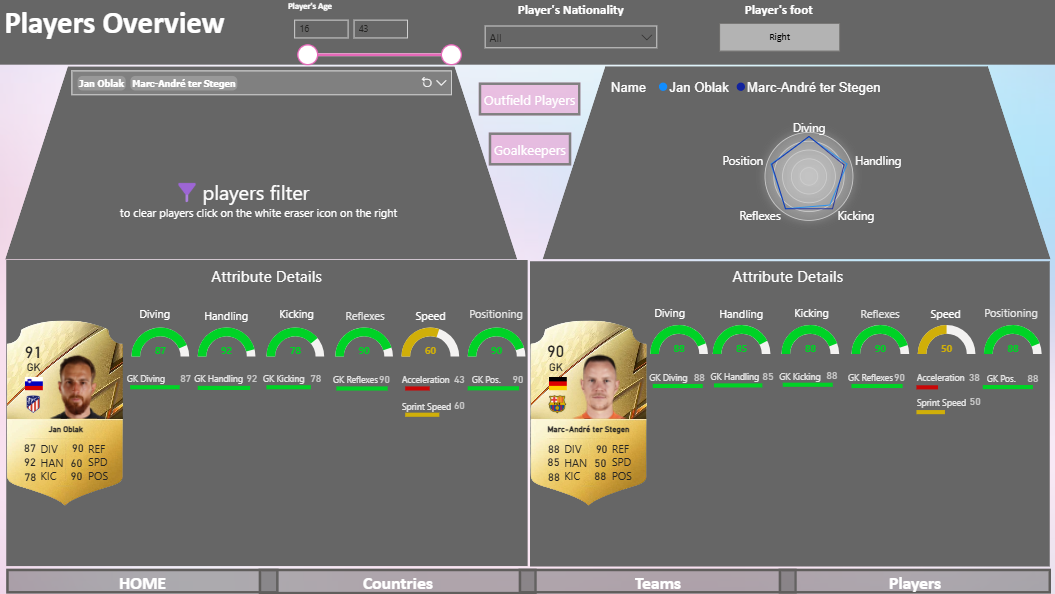 Players Overview
Player's Age
16
43
Player's Nationality
All
Player's foot
Right
Jan Oblak
Marc-André ter Stegen
players filter
to clear players click on the white eraser icon on the right
Outfield Players
Goalkeepers
Name Jan Oblak Marc-André ter Stegen
Diving
Position
Handling
Reflexes
Kicking
Attribute Details
Diving Handling Kicking Reflexes Speed Positioning
87 92 78 90 60 90
GK Diving 87 GK Handling 92 GK Kicking 78 GK Reflexes 90 Acceleration 43 GK Pos. 90
Sprint Speed 60
91
GK
Jan Oblak
87 DIV 90 REF
92 HAN 60 SPD
78 KIC 90 POS
Attribute Details
Diving Handling Kicking Reflexes Speed Positioning
88 85 88 90 50 88
GK Diving 88 GK Handling 85 GK Kicking 88 GK Reflexes 90 Acceleration 38 GK Pos. 88
Sprint Speed 50
90
GK
Marc-André ter Stegen
88 DIV 90 REF
85 HAN 50 SPD
88 KIC 88 POS
HOME
Countries
Teams
Players